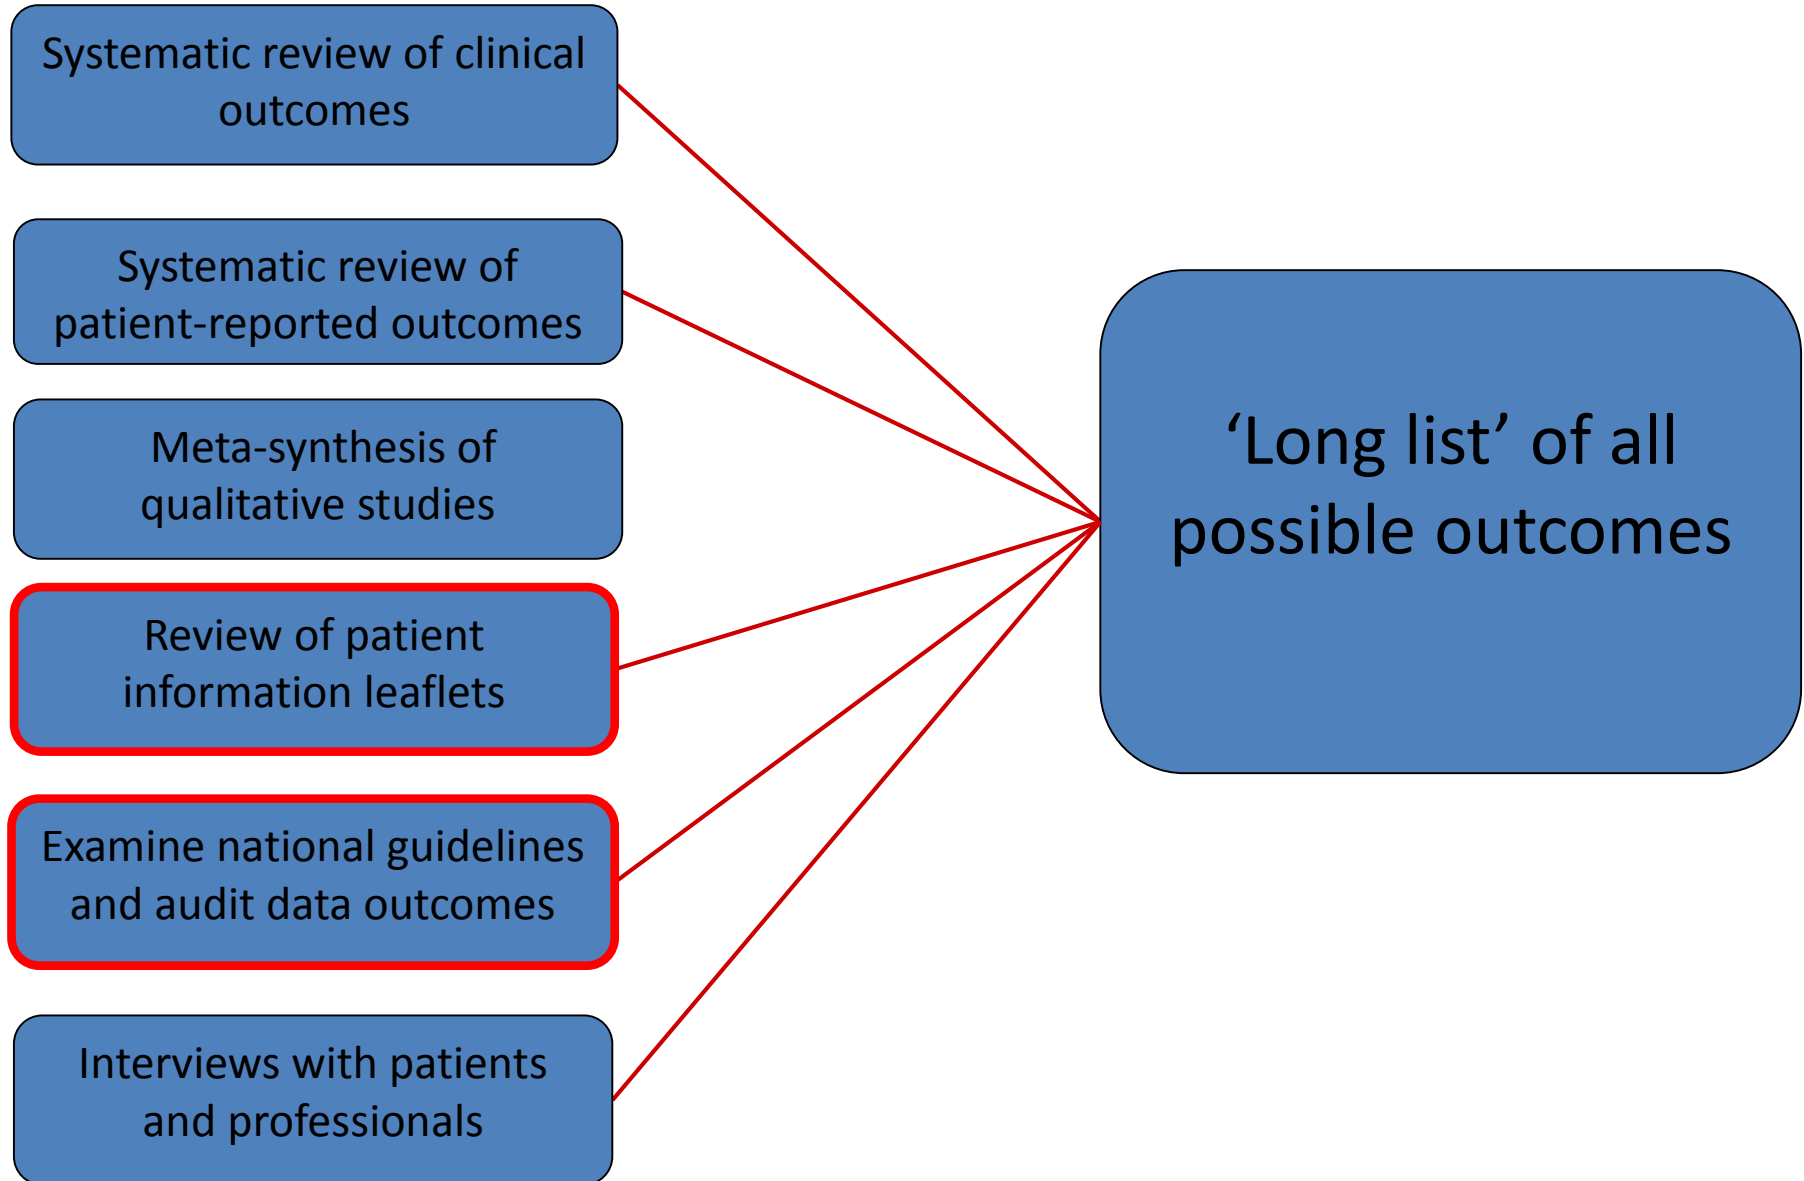 Systematic review of clinical
outcomes
Systematic review of
patient-reported outcomes
Meta-synthesis of
qualitative studies
Review of patient
information leaflets
Examine national guidelines
and audit data outcomes
Interviews with patients
and professionals
‘Long list’ of all
possible outcomes